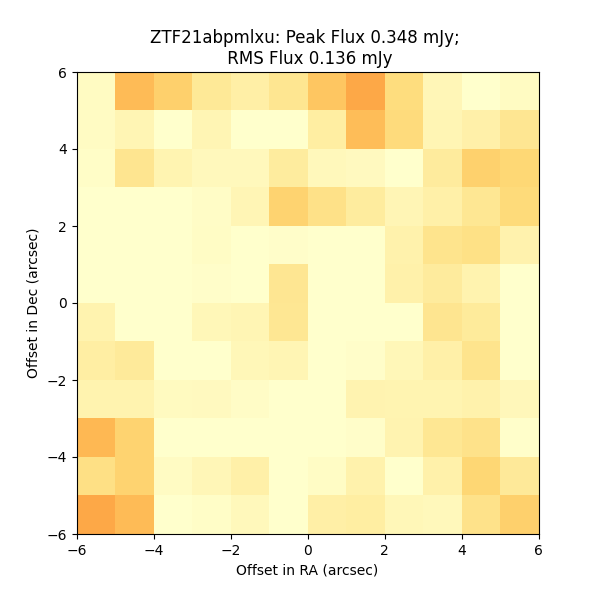 ZTF21abpmlxu: Peak Flux 0.348 mJy;
RMS Flux 0.136 mJy
6
4
2
0
−2
−4
−6
Offset in Dec (arcsec)
−6 −4 −2 0 2 4 6
Offset in RA (arcsec)